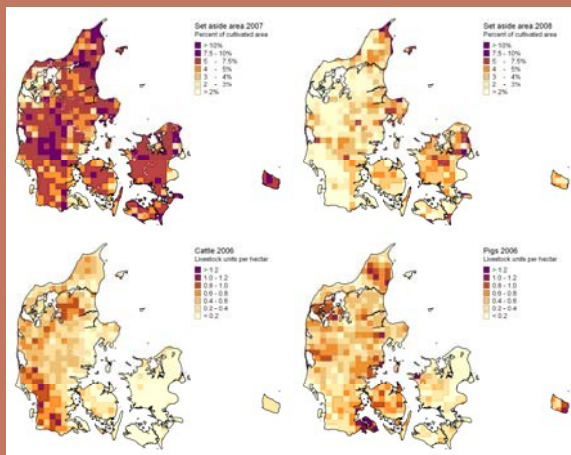 Set aside area 2007
Percent of cultivated area
> 10%
7.5 - 10%
5 - 7.5%
4 - 5%
3 - 4%
2 - 3%
> 2%
Set aside area 2008
Percent of cultivated area
> 10%
7.5 - 10%
5 - 7.5%
4 - 5%
3 - 4%
2 - 3%
> 2%
Cattle 2006
Livestock units per hectar
> 1.2
1.0 - 1.2
0.8 - 1.0
0.6 - 0.8
0.4 - 0.6
0.2 - 0.4
< 0.2
Pigs 2006
Livestock units per hectar
> 1.2
1.0 - 1.2
0.8 - 1.0
0.6 - 0.8
0.4 - 0.6
0.2 - 0.4
< 0.2